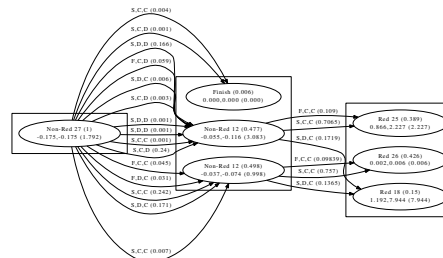 S,C,C (0.004)
S,C,D (0.001)
S,D,D (0.166)
F,C,D (0.059)
S,D,C (0.006)
S,C,D (0.003)
S,D,D (0.001)
S,D,D (0.001)
S,C,C (0.001)
S,C,D (0.24)
F,C,C (0.045)
F,D,C (0.031)
S,C,C (0.242)
S,D,D (0.171)
S,C,C (0.007)
Non-Red 27 (1)
-0.175,-0.175 (1.792)
Finish (0.006)
0.000,0.000 (0.000)
Non-Red 12 (0.477)
-0.055,-0.116 (3.083)
Non-Red 12 (0.498)
-0.037,-0.074 (0.998)
F,C,C (0.109)
S,C,C (0.7065)
S,D,C (0.1719)
F,C,C (0.09839)
S,C,C (0.757)
S,D,C (0.1365)
Red 25 (0.389)
0.866,2.227 (2.227)
Red 26 (0.426)
0.002,0.006 (0.006)
Red 18 (0.15)
1.192,7.944 (7.944)